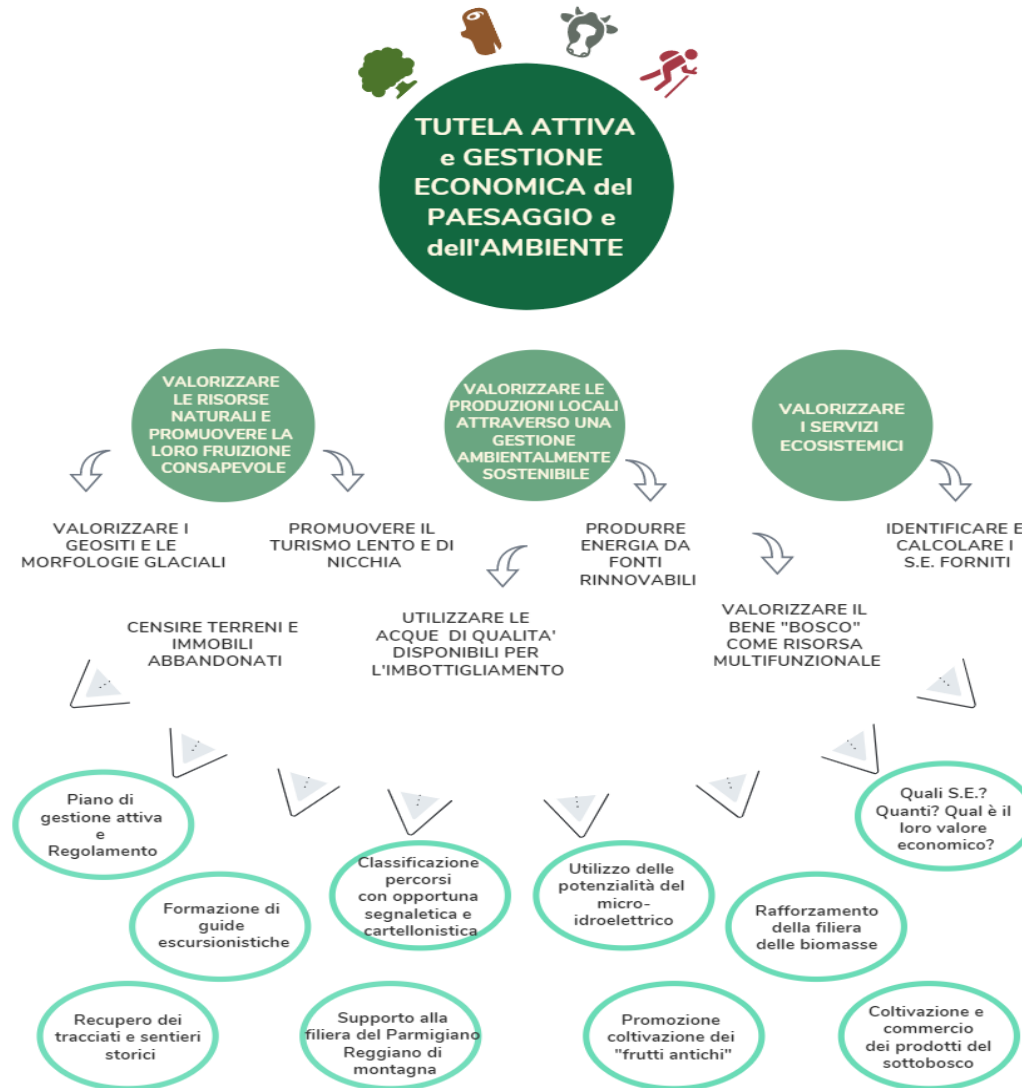 TUTELA ATTIVA
e GESTIONE
ECONOMICA del
PAESAGGIO e
dell'AMBIENTE
VALORIZZARE
LE RISORSE
NATURALI E
PROMUOVERE LA
LORO FRUIZIONE
CONSAPEVOLE
VALORIZZARE LE
PRODUZIONI LOCALI
ATTRAVERSO UNA
GESTIONE
AMBIENTALMENTE
SOSTENIBILE
VALORIZZARE
I SERVIZI
ECOSISTEMICI
VALORIZZARE I
GEOSITI E LE
MORFOLOGIE GLACIALI
PROMUOVERE IL
TURISMO LENTO E DI
NICCHIA
PRODURRE
ENERGIA DA
FONTI
RINNOVABILI
IDENTIFICARE E
CALCOLARE I
S.E. FORNITI
CENSIRE TERRENI E
IMMOBILI
ABBANDONATI
UTILIZZARE LE
ACQUE DI QUALITA'
DISPONIBILI PER
L'IMBOTTIGLIAMENTO
VALORIZZARE IL
BENE "BOSCO"
COME RISORSA
MULTIFUNZIONALE
Piano di
gestione attiva
e
Regolamento
Quali S.E.?
Quanti? Qual è il
loro valore
economico?
Formazione di
guide
escursionistiche
Classificazione
percorsi
con opportuna
segnaletica e
cartellonistica
Utilizzo delle
potenzialità del
micro-
idroelettrico
Rafforzamento
della filiera
delle biomasse
Recupero dei
tracciati e sentieri
storici
Supporto alla
filiera del Parmigiano
Reggiano di
montagna
Promozione
coltivazione dei
"frutti antichi"
Coltivazione e
commercio
dei prodotti del
sottobosco